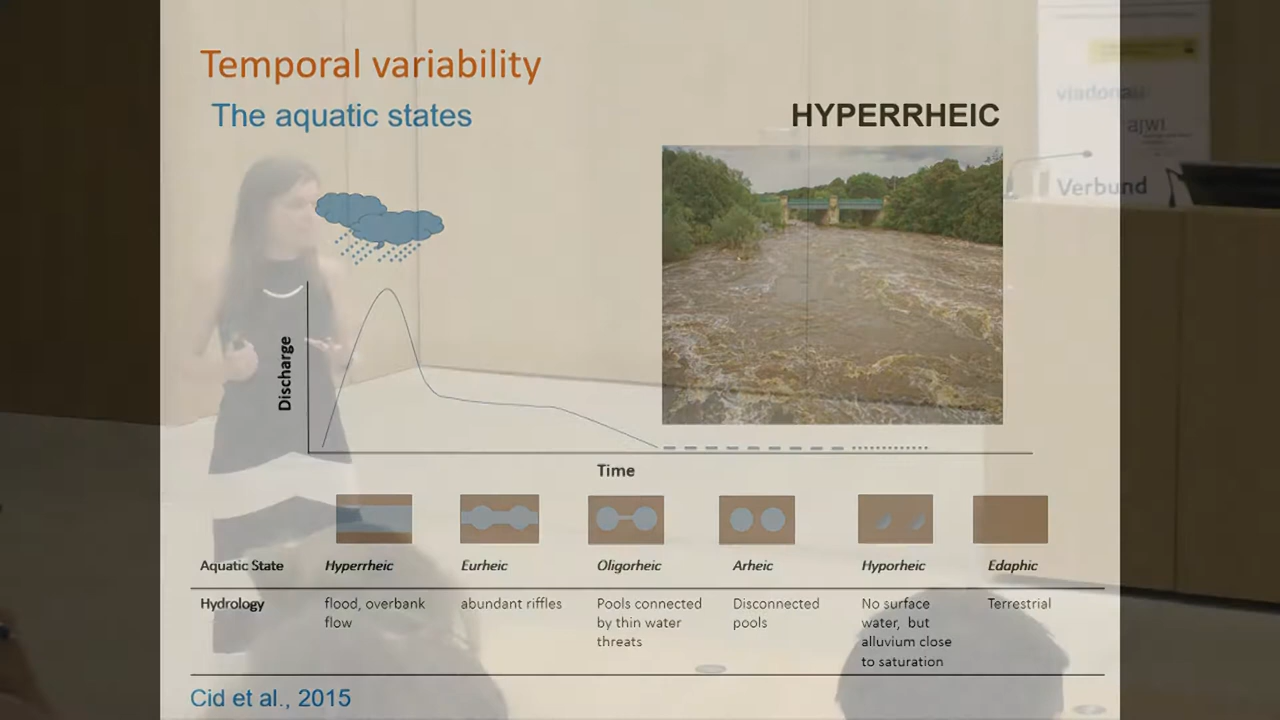 Temporal variability
The aquatic states
HYPERRHEIC
viadonau
ajwl
Verbund
Discharge
Time
Aquatic State Hyperrheic Eurheic Oligorheic Arheic Hyporheic Edaphic
Hydrology flood, overbank abundant riffles Pools connected Disconnected No surface Terrestrial
flow by thin water pools water, but
threats alluvium close
to saturation
Cid et al., 2015